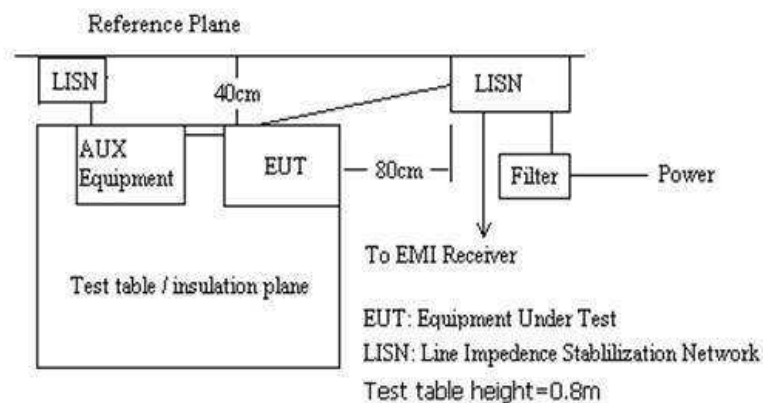 Reference Plane
LISN
40cm
LISN
AUX
Equipment
EUT
80cm
Filter
Power
To EMI Receiver
Test table / insulation plane
EUT: Equipment Under Test
LISN: Line Impedence Stablilization Network
Test table height=0.8m